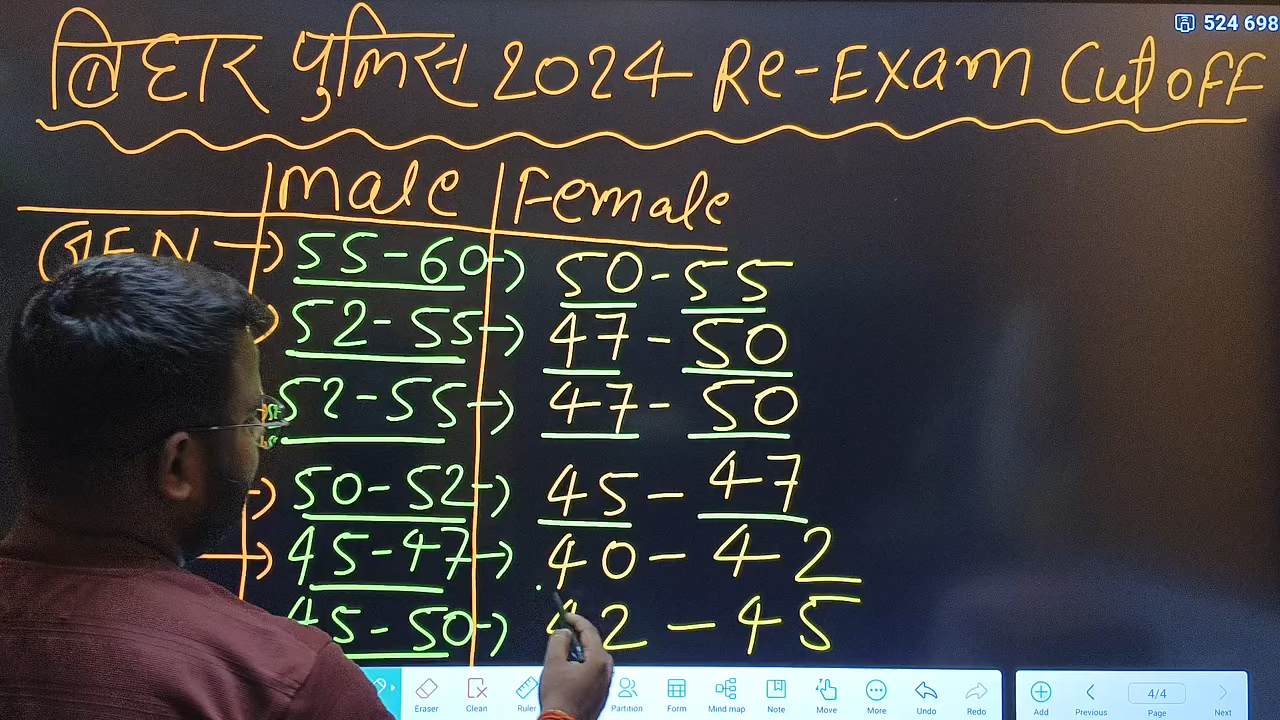 बिहार पुलिस 2024 Re-Exam Cutoff
524 698
Male Female
GEN → 55-60 → 50-55
52-55 → 47-50
52-55 → 47-50
→ 50-52 → 45-47
→ 45-47 → 40-42
45-50 → 42-45
Eraser Clean Ruler Partition Form Mind map Note Move More Undo Redo Add Previous 4/4 Page Next